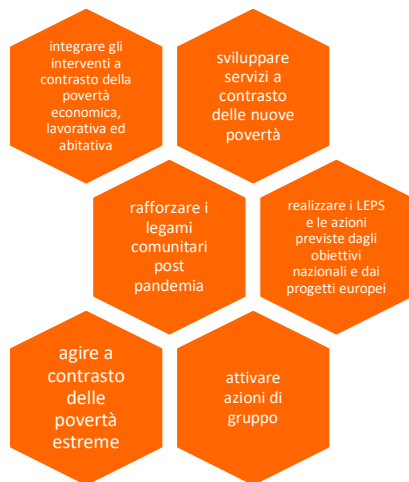 integrare gli
interventi a
contrasto della
povertà
economica,
lavorativa ed
abitativa
sviluppare
servizi a
contrasto
delle nuove
povertà
rafforzare i
legami
comunitari
post
pandemia
realizzare i LEPS
e le azioni
previste dagli
obiettivi
nazionali e dai
progetti europei
agire a
contrasto
delle
povertà
estreme
attivare
azioni di
gruppo